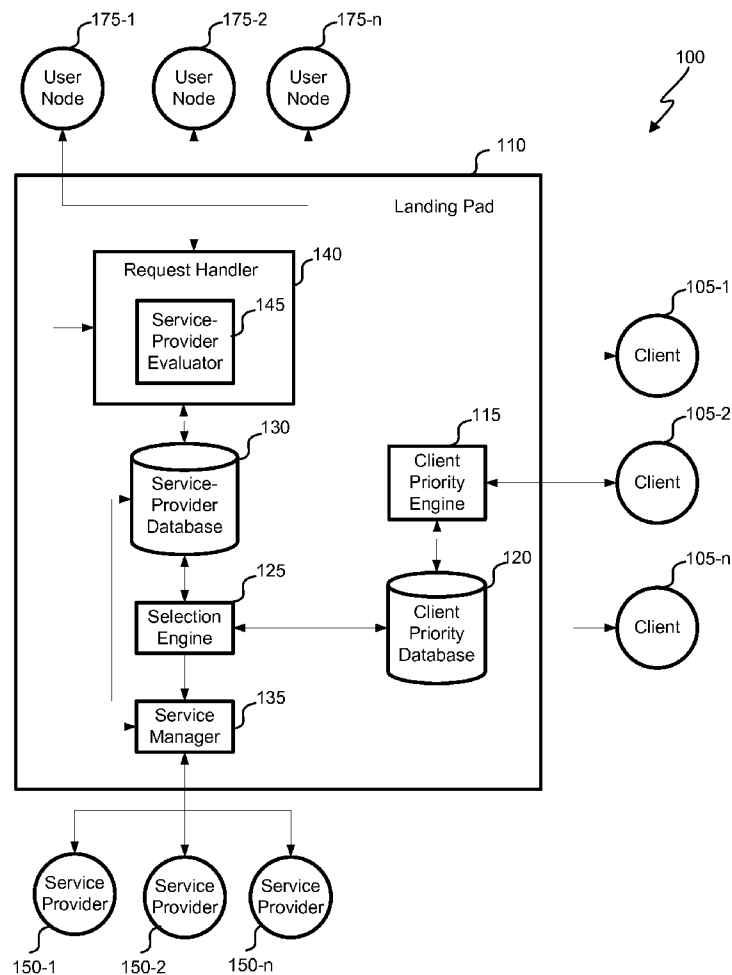 175-1
175-2
175-n
User
Node
User
Node
User
Node
100
110
Landing Pad
140
Request Handler
145
Service-
Provider
Evaluator
105-1
Client
115
105-2
130
Client
Priority
Engine
Client
Service-
Provider
Database
125
120
105-n
Selection
Engine
Client
Priority
Database
Client
135
Service
Manager
Service
Provider
Service
Provider
Service
Provider
150-1
150-2
150-n